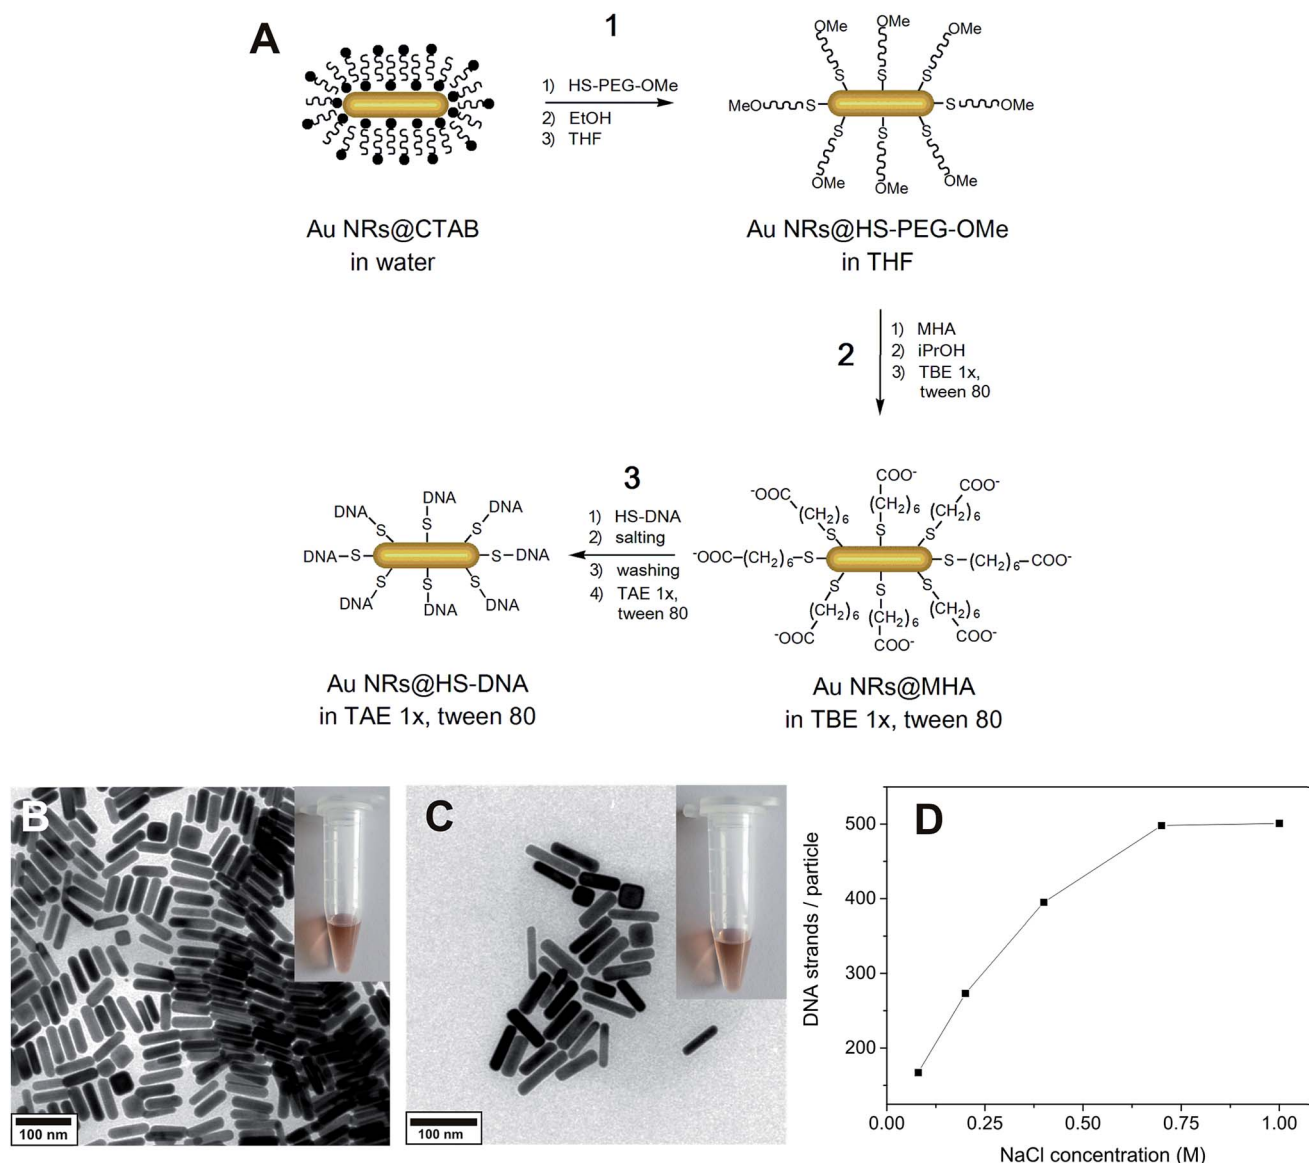 A
1
1) HS-PEG-OMe
2) EtOH
3) THF
OMe
OMe
OMe
MeO
S
S
S
S
S
OMe
S
S
S
OMe
OMe
OMe
Au NRs@CTAB
in water
Au NRs@HS-PEG-OMe
in THF
2
1) MHA
2) iPrOH
3) TBE 1x,
tween 80
3
1) HS-DNA
2) salting
3) washing
4) TAE 1x,
tween 80
DNA
DNA
DNA
S
S
S
DNA-S
S-DNA
S
S
S
DNA
DNA
DNA
-OOC
COO-
COO-
(CH2)6
(CH2)6
(CH2)6
S
S
S
-OOC-(CH2)6-S
S-(CH2)6-COO-
S
S
S
(CH2)6
(CH2)6
(CH2)6
-OOC
COO-
COO-
Au NRs@HS-DNA
in TAE 1x, tween 80
Au NRs@MHA
in TBE 1x, tween 80
B
100 nm
C
100 nm
D
DNA strands / particle
500
400
300
200
0.00
0.25
0.50
0.75
1.00
NaCl concentration (M)